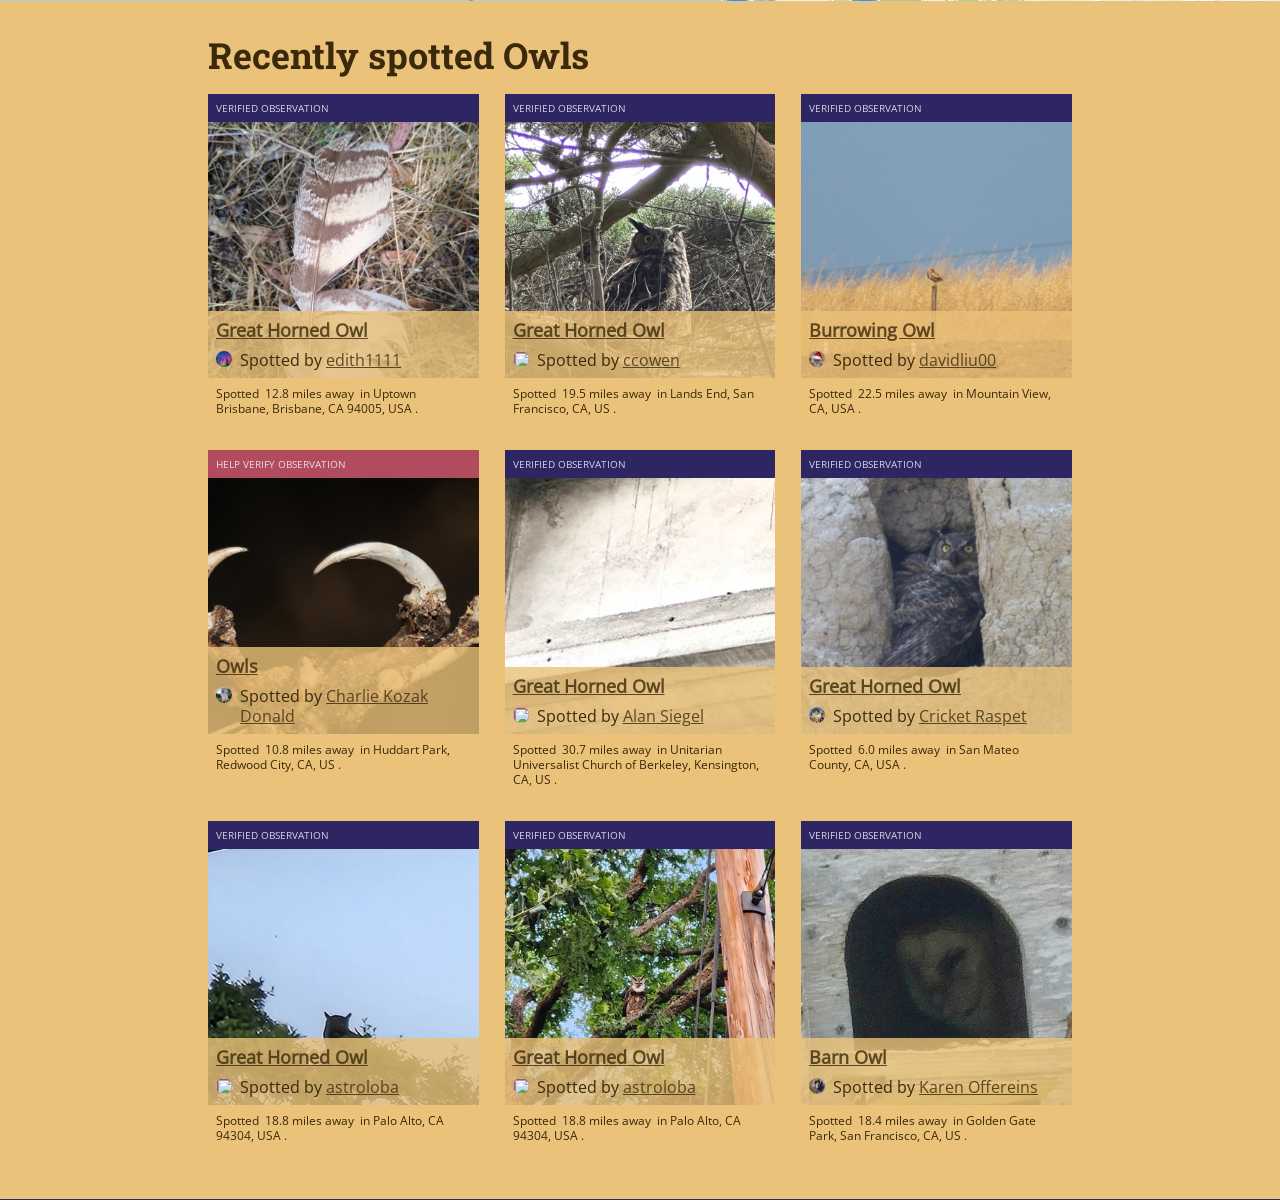 Recently spotted Owls
VERIFIED OBSERVATION
Great Horned Owl
Spotted by edith1111
Spotted 12.8 miles away in Uptown
Brisbane, Brisbane, CA 94005, USA .
VERIFIED OBSERVATION
Great Horned Owl
Spotted by ccowen
Spotted 19.5 miles away in Lands End, San
Francisco, CA, US .
VERIFIED OBSERVATION
Burrowing Owl
Spotted by davidliu00
Spotted 22.5 miles away in Mountain View,
CA, USA .
HELP VERIFY OBSERVATION
Owls
Spotted by Charlie Kozak
Donald
Spotted 10.8 miles away in Huddart Park,
Redwood City, CA, US .
VERIFIED OBSERVATION
Great Horned Owl
Spotted by Alan Siegel
Spotted 30.7 miles away in Unitarian
Universalist Church of Berkeley, Kensington,
CA, US .
VERIFIED OBSERVATION
Great Horned Owl
Spotted by Cricket Raspet
Spotted 6.0 miles away in San Mateo
County, CA, USA .
VERIFIED OBSERVATION
Great Horned Owl
Spotted by astroloba
Spotted 18.8 miles away in Palo Alto, CA
94304, USA .
VERIFIED OBSERVATION
Great Horned Owl
Spotted by astroloba
Spotted 18.8 miles away in Palo Alto, CA
94304, USA .
VERIFIED OBSERVATION
Barn Owl
Spotted by Karen Offereins
Spotted 18.4 miles away in Golden Gate
Park, San Francisco, CA, US .